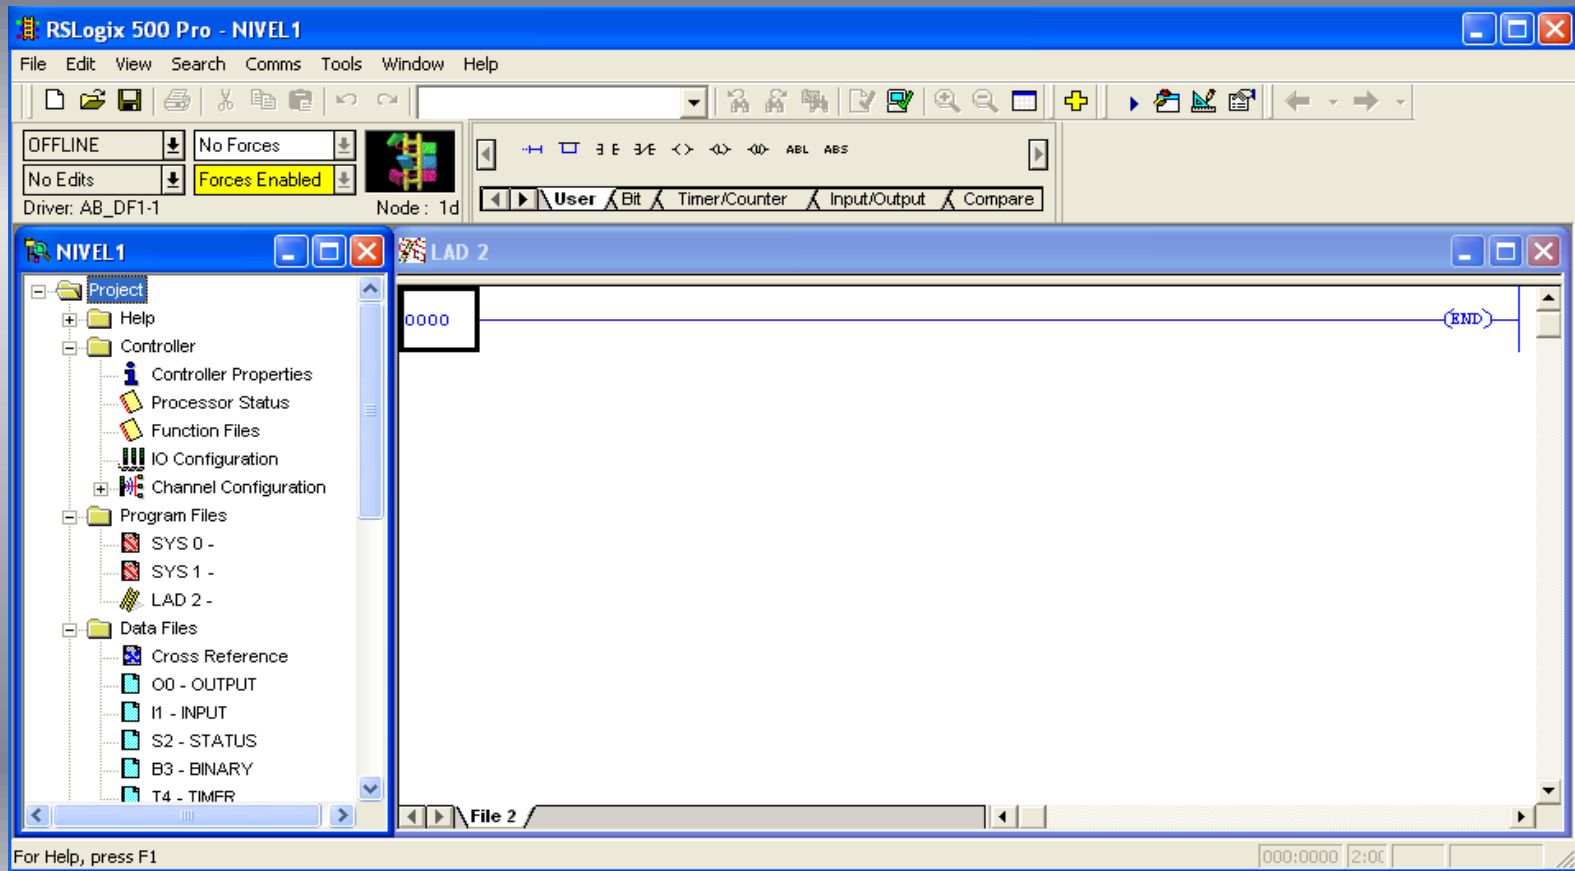 RSLogix 500 Pro - NIVEL1
File Edit View Search Comms Tools Window Help
OFFLINE No Forces
No Edits Forces Enabled
Driver: AB_DF1-1 Node : 1d
ABL ABS
User Bit Timer/Counter Input/Output Compare
NIVEL1
Project
Help
Controller
Controller Properties
Processor Status
Function Files
IO Configuration
Channel Configuration
Program Files
SYS 0 -
SYS 1 -
LAD 2 -
Data Files
Cross Reference
O0 - OUTPUT
I1 - INPUT
S2 - STATUS
B3 - BINARY
T4 - TIMER
LAD 2
0000
(END)
File 2
For Help, press F1
000:0000